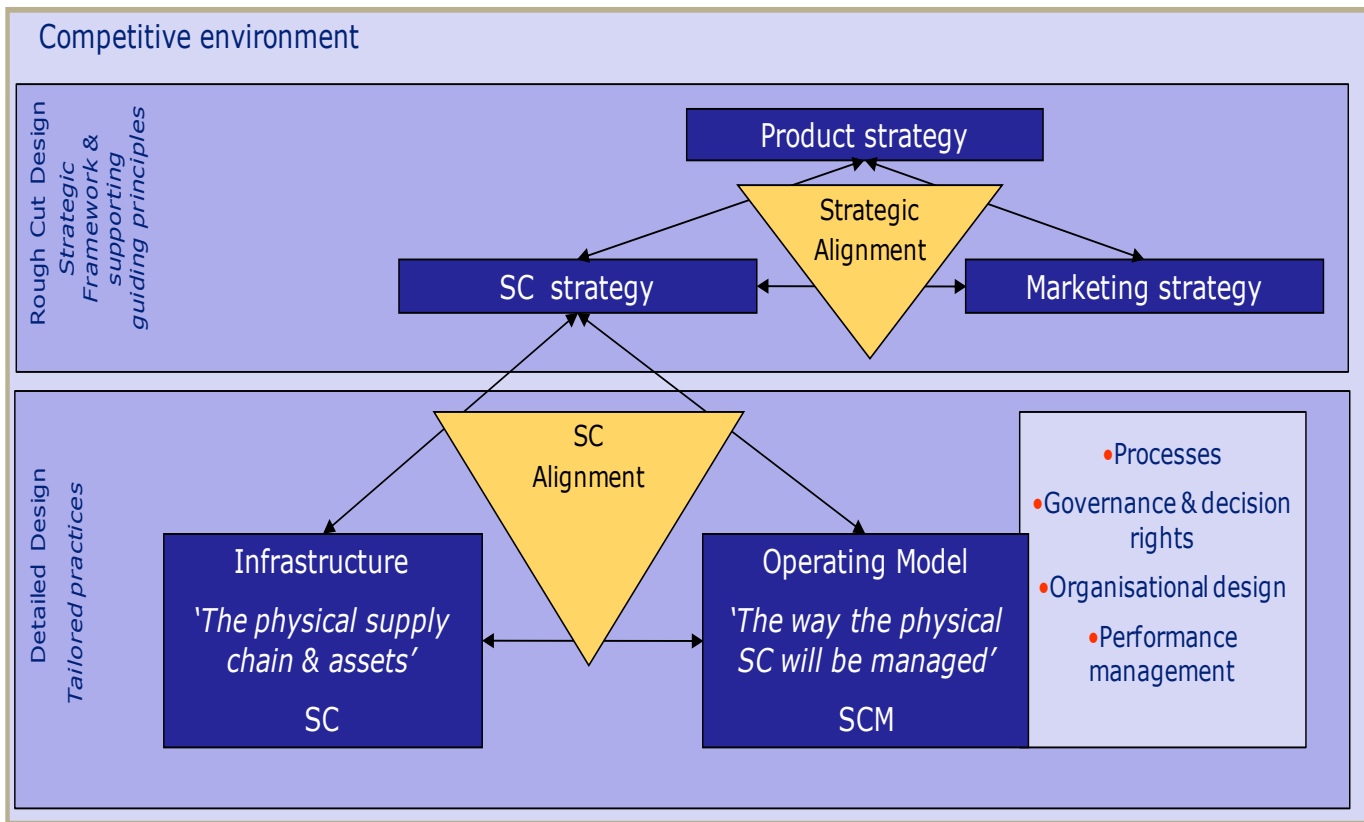 Competitive environment
Rough Cut Design
Strategic
Framework &
supporting
guiding principles
Product strategy
Strategic
Alignment
SC strategy
Marketing strategy
Detailed Design
Tailored practices
SC
Alignment
Infrastructure
‘The physical supply
chain & assets’
SC
Operating Model
‘The way the physical
SC will be managed’
SCM
•Processes
•Governance & decision
rights
•Organisational design
•Performance
management